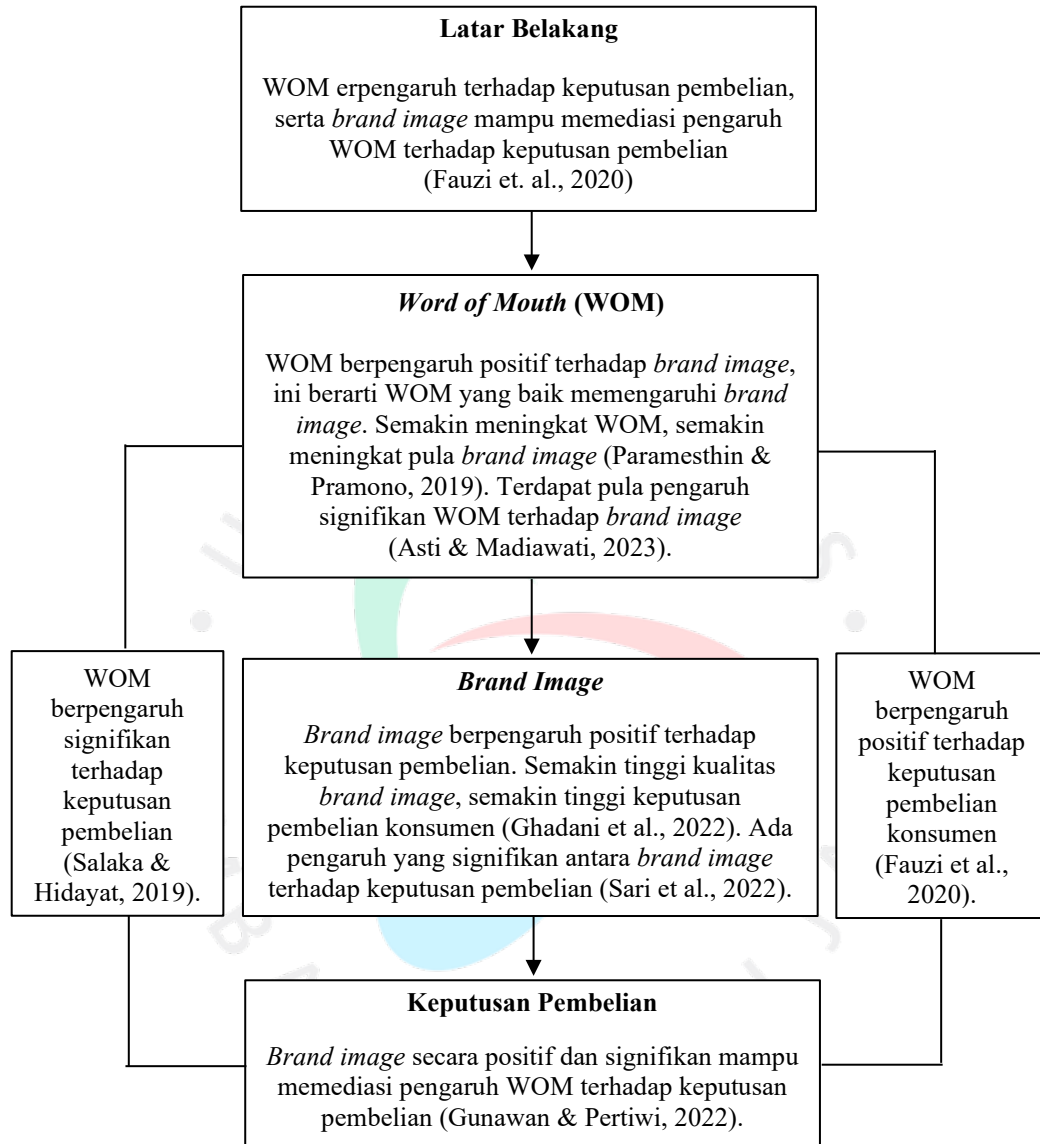 Latar Belakang
WOM erpengaruh terhadap keputusan pembelian,
serta brand image mampu memediasi pengaruh
WOM terhadap keputusan pembelian
(Fauzi et. al., 2020)
Word of Mouth (WOM)
WOM berpengaruh positif terhadap brand image,
ini berarti WOM yang baik memengaruhi brand
image. Semakin meningkat WOM, semakin
meningkat pula brand image (Paramesthin &
Pramono, 2019). Terdapat pula pengaruh
signifikan WOM terhadap brand image
(Asti & Madiawati, 2023).
WOM
berpengaruh
signifikan
terhadap
keputusan
pembelian
(Salaka &
Hidayat, 2019).
Brand Image
Brand image berpengaruh positif terhadap
keputusan pembelian. Semakin tinggi kualitas
brand image, semakin tinggi keputusan
pembelian konsumen (Ghadani et al., 2022). Ada
pengaruh yang signifikan antara brand image
terhadap keputusan pembelian (Sari et al., 2022).
WOM
berpengaruh
positif terhadap
keputusan
pembelian
konsumen
(Fauzi et al.,
2020).
Keputusan Pembelian
Brand image secara positif dan signifikan mampu
memediasi pengaruh WOM terhadap keputusan
pembelian (Gunawan & Pertiwi, 2022).